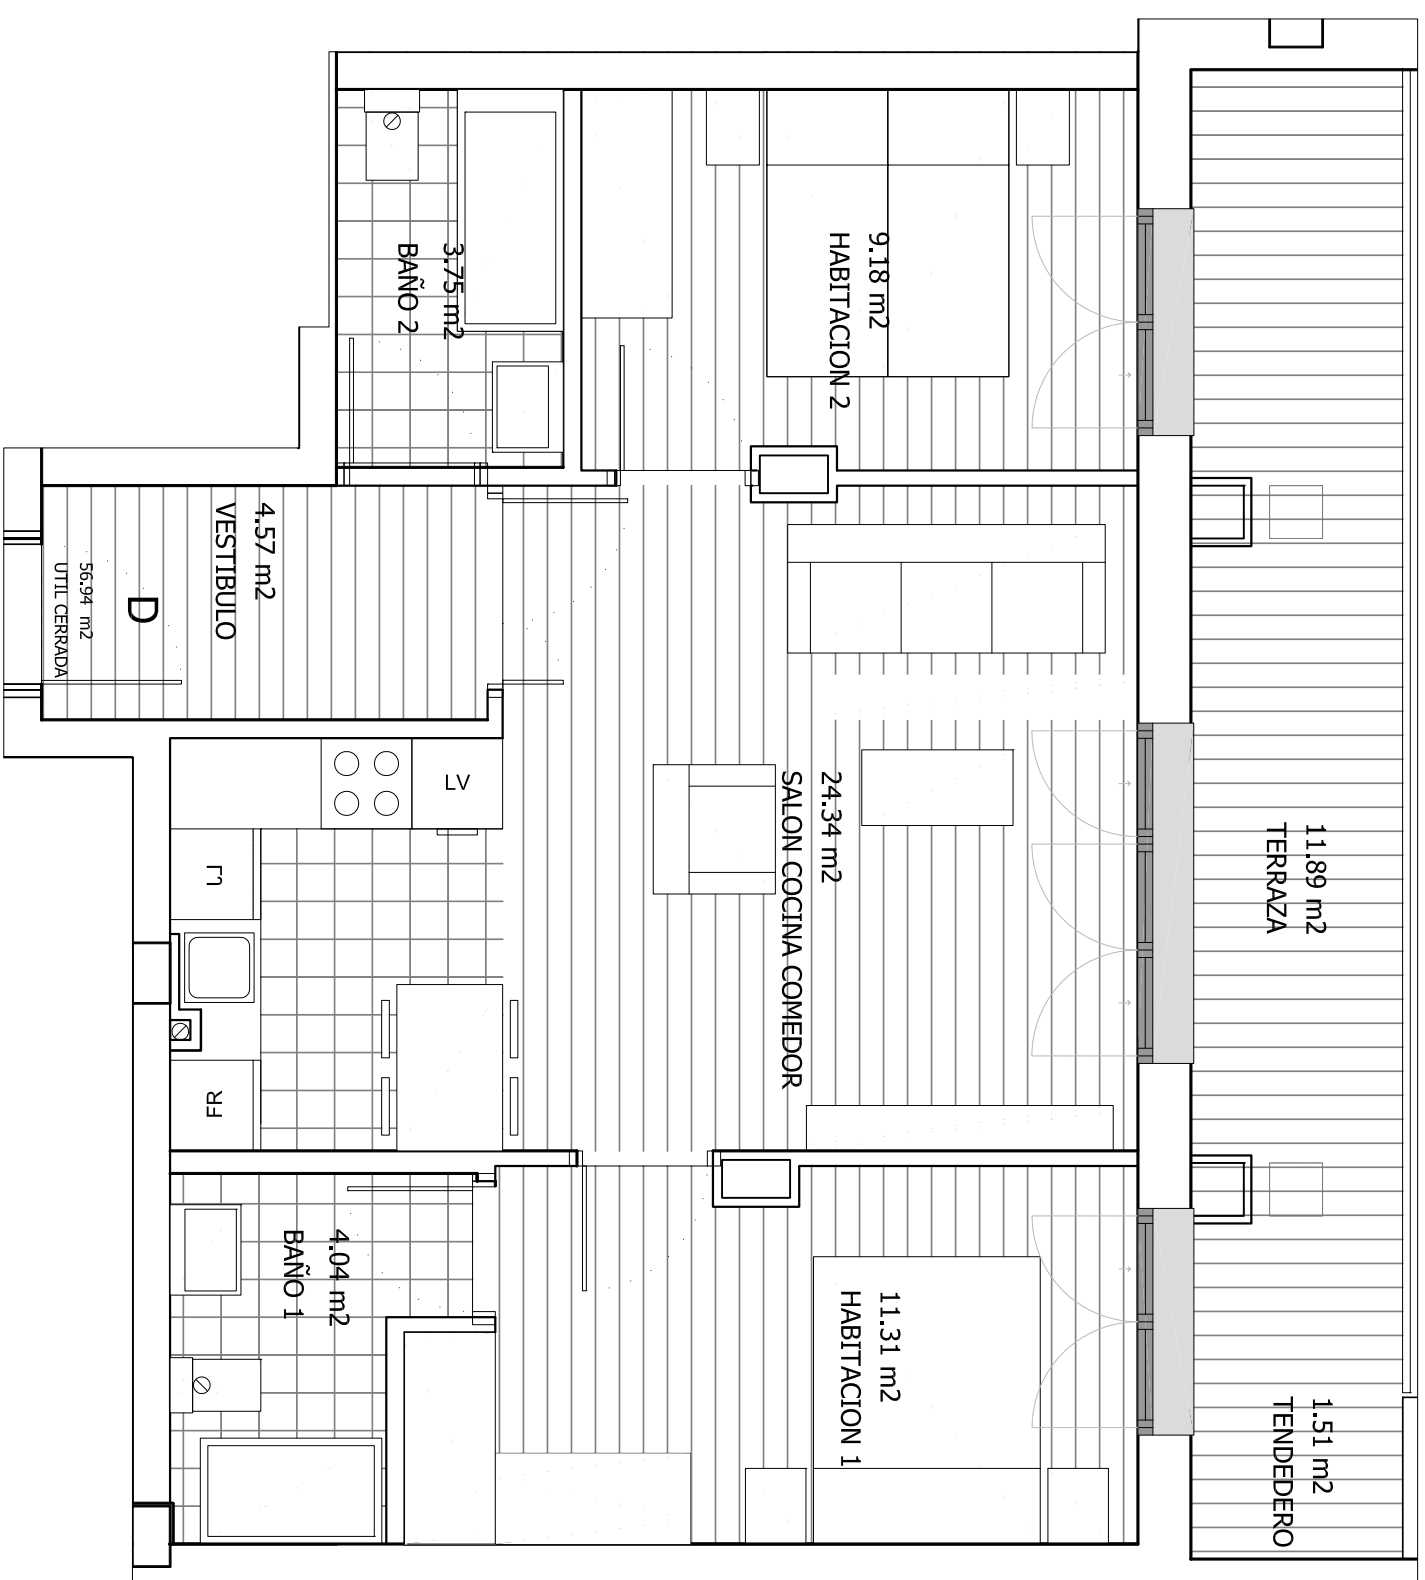 BAÑO 2
3.75 m2
HABITACION 2
9.18 m2
VESTIBULO
4.57 m2
D
UTIL CERRADA
56.94 m2
LV
LJ
FR
SALON COCINA COMEDOR
24.34 m2
TERRAZA
11.89 m2
BAÑO 1
4.04 m2
HABITACION 1
11.31 m2
TENDEDERO
1.51 m2